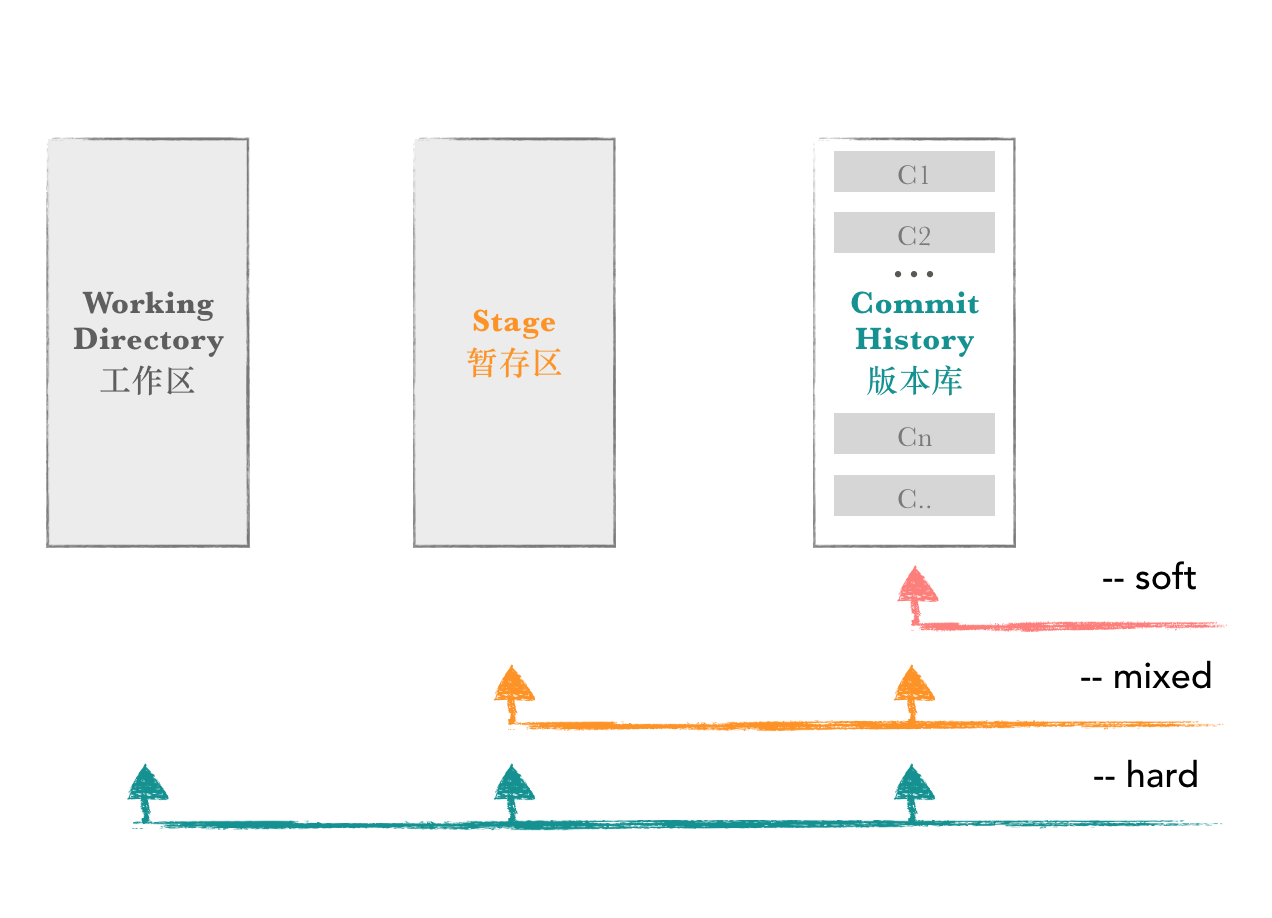 Working
Directory
工作区
Stage
暂存区
C1
C2
...
Commit
History
版本库
Cn
C..
-- soft
-- mixed
-- hard